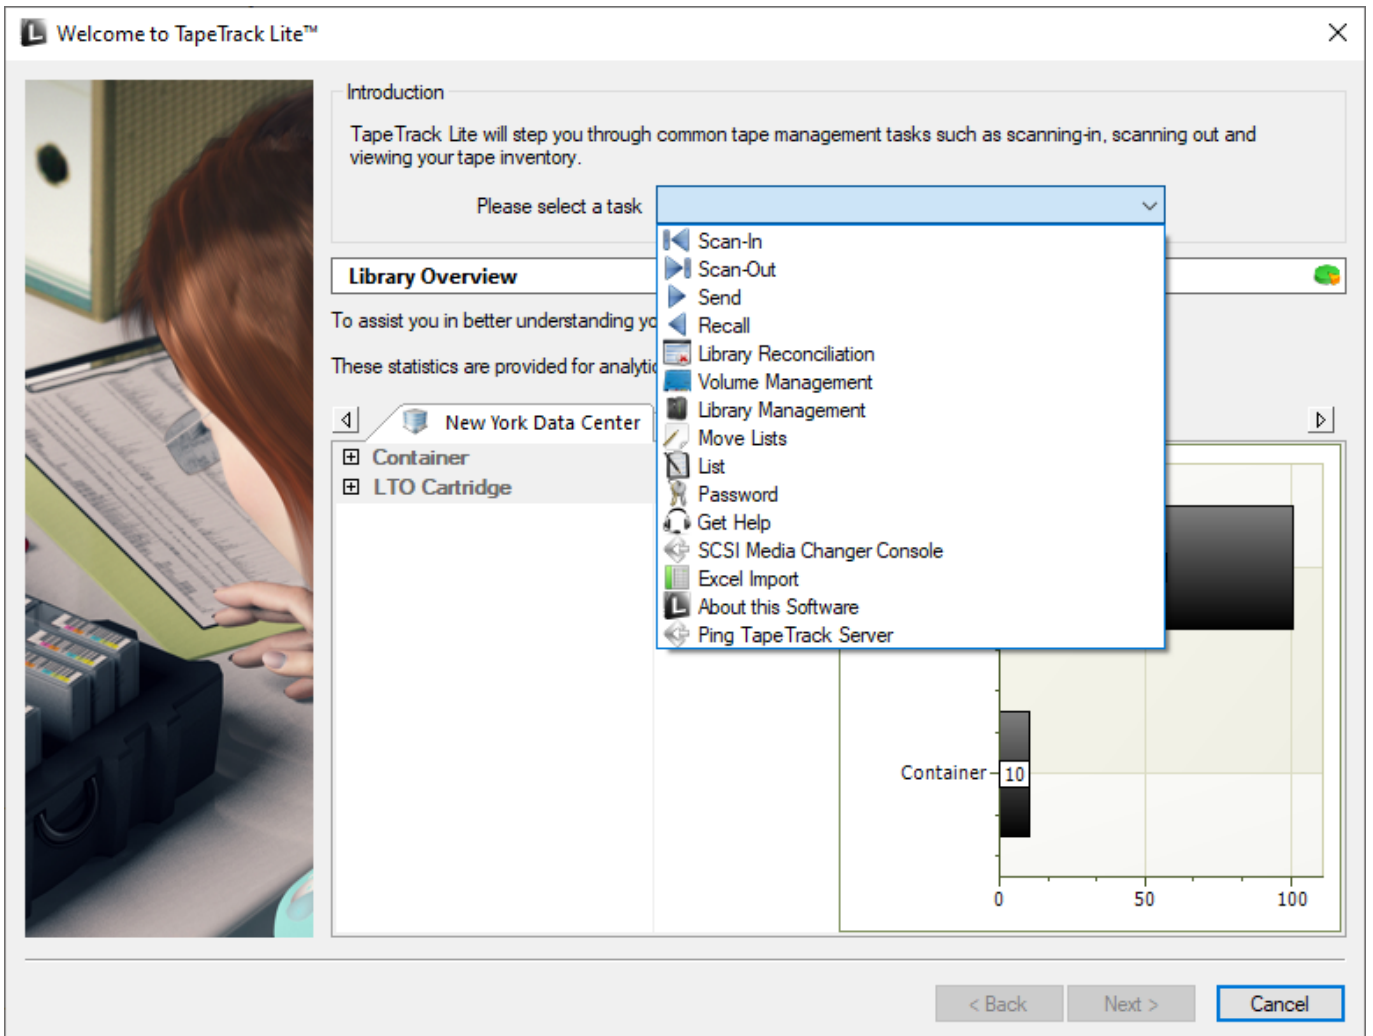 Welcome to TapeTrack Lite™
Introduction
TapeTrack Lite will step you through common tape management tasks such as scanning-in, scanning out and
viewing your tape inventory.
Please select a task
Scan-In
Scan-Out
Send
Recall
Library Reconciliation
Volume Management
Library Management
Move Lists
List
Password
Get Help
SCSI Media Changer Console
Excel Import
About this Software
Ping TapeTrack Server
Library Overview
To assist you in better understanding
These statistics are provided for
New York Data Center
Container
LTO Cartridge
Container
10
0 50 100
< Back Next > Cancel